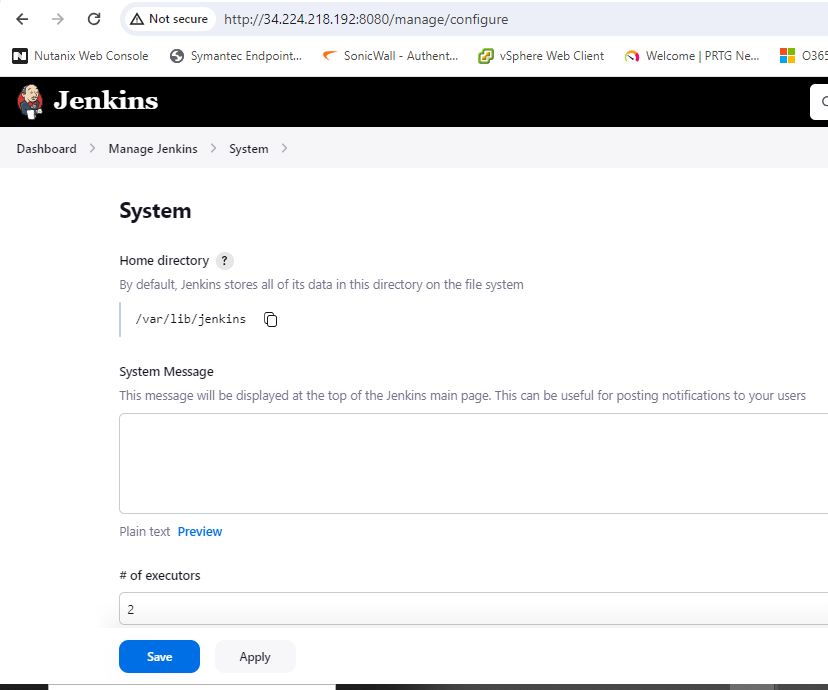 Not secure http://34.224.218.192:8080/manage/configure
Nutanix Web Console Symantec Endpoint... SonicWall - Authent... vSphere Web Client Welcome | PRTG Ne... O365
Jenkins
Dashboard Manage Jenkins System
System
Home directory ?
By default, Jenkins stores all of its data in this directory on the file system
/var/lib/jenkins
System Message
This message will be displayed at the top of the Jenkins main page. This can be useful for posting notifications to your users
Plain text Preview
# of executors
2
Save Apply